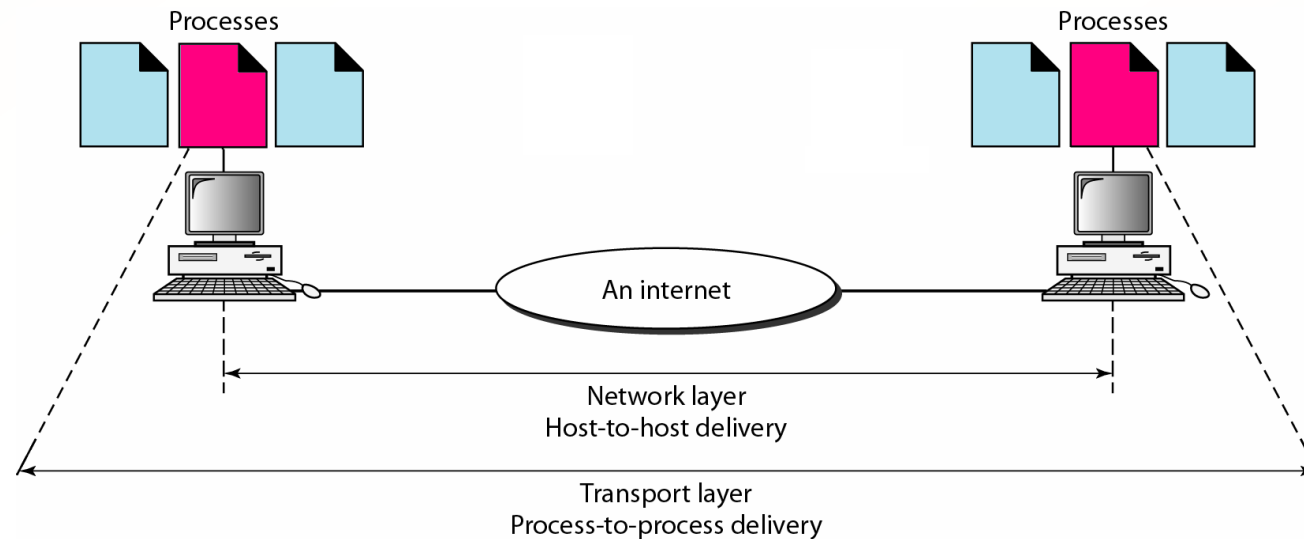 Processes
Processes
An internet
Network layer
Host-to-host delivery
Transport layer
Process-to-process delivery